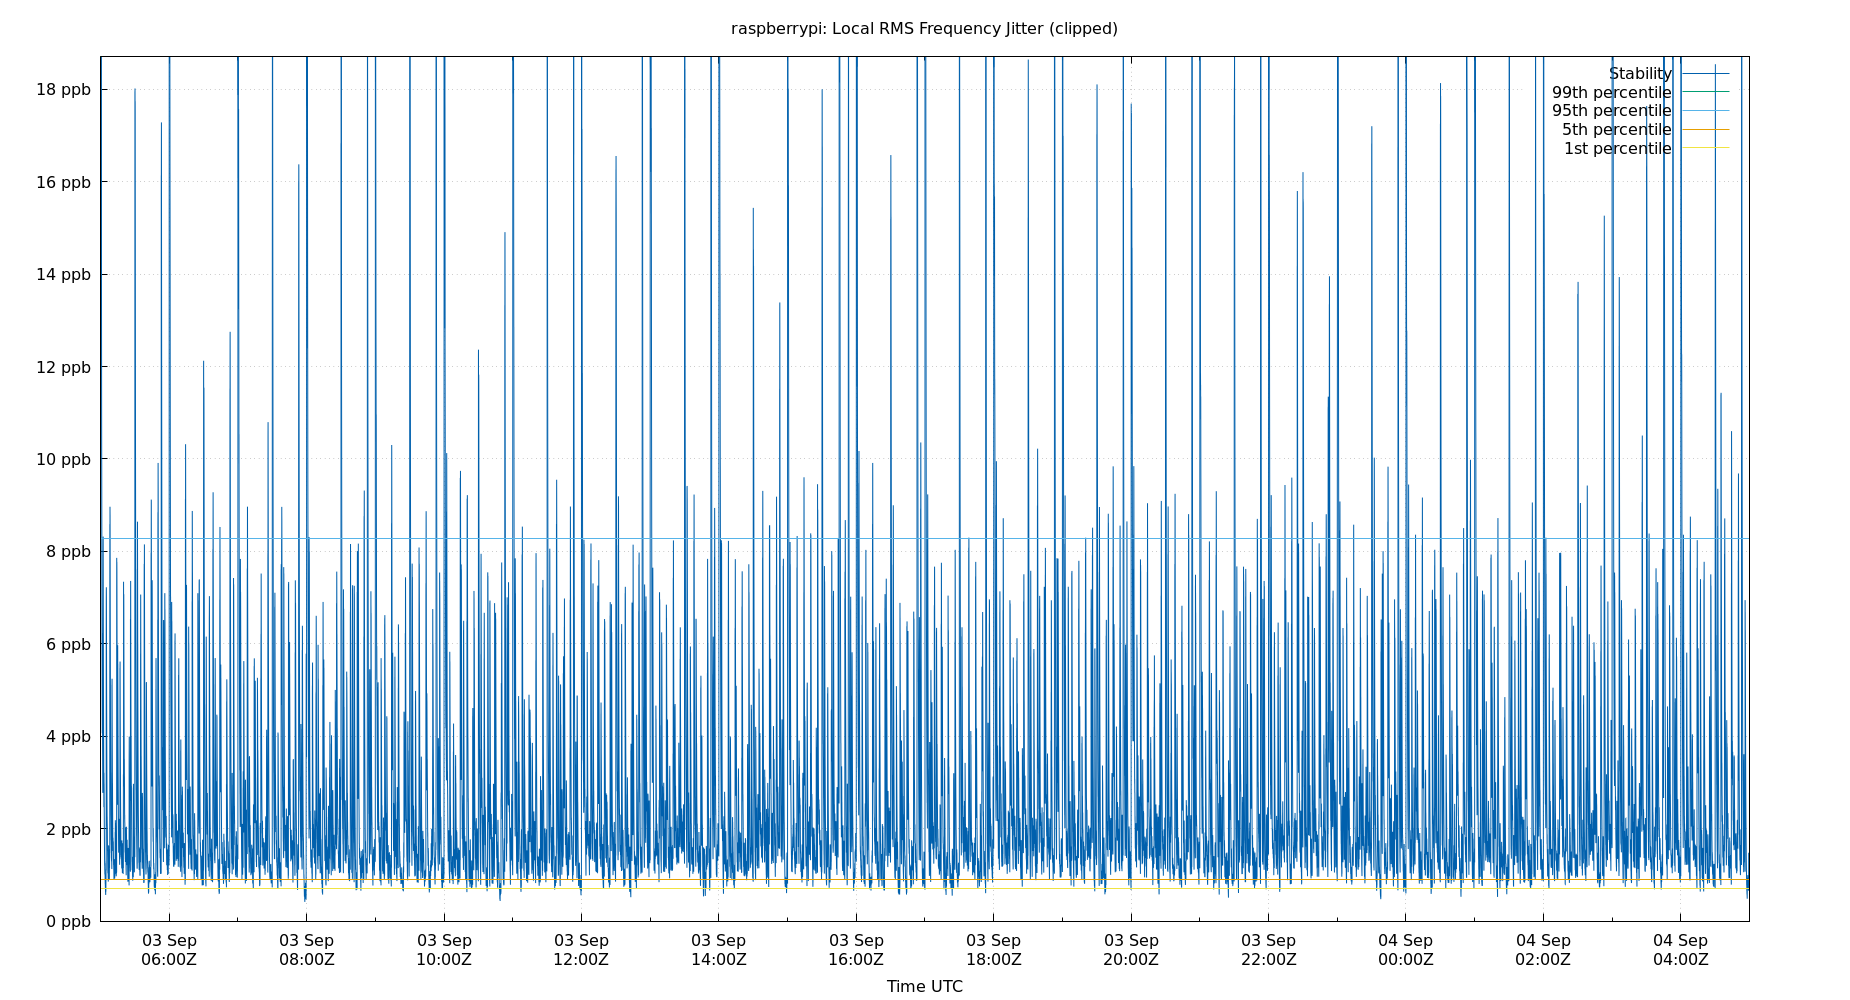 raspberrypi: Local RMS Frequency Jitter (clipped)
18 ppb
16 ppb
14 ppb
12 ppb
10 ppb
8 ppb
6 ppb
4 ppb
2 ppb
0 ppb
Stability
99th percentile
95th percentile
5th percentile
1st percentile
03 Sep 03 Sep 03 Sep 03 Sep 03 Sep 03 Sep 03 Sep 03 Sep 03 Sep 04 Sep 04 Sep 04 Sep
06:00Z 08:00Z 10:00Z 12:00Z 14:00Z 16:00Z 18:00Z 20:00Z 22:00Z 00:00Z 02:00Z 04:00Z
Time UTC